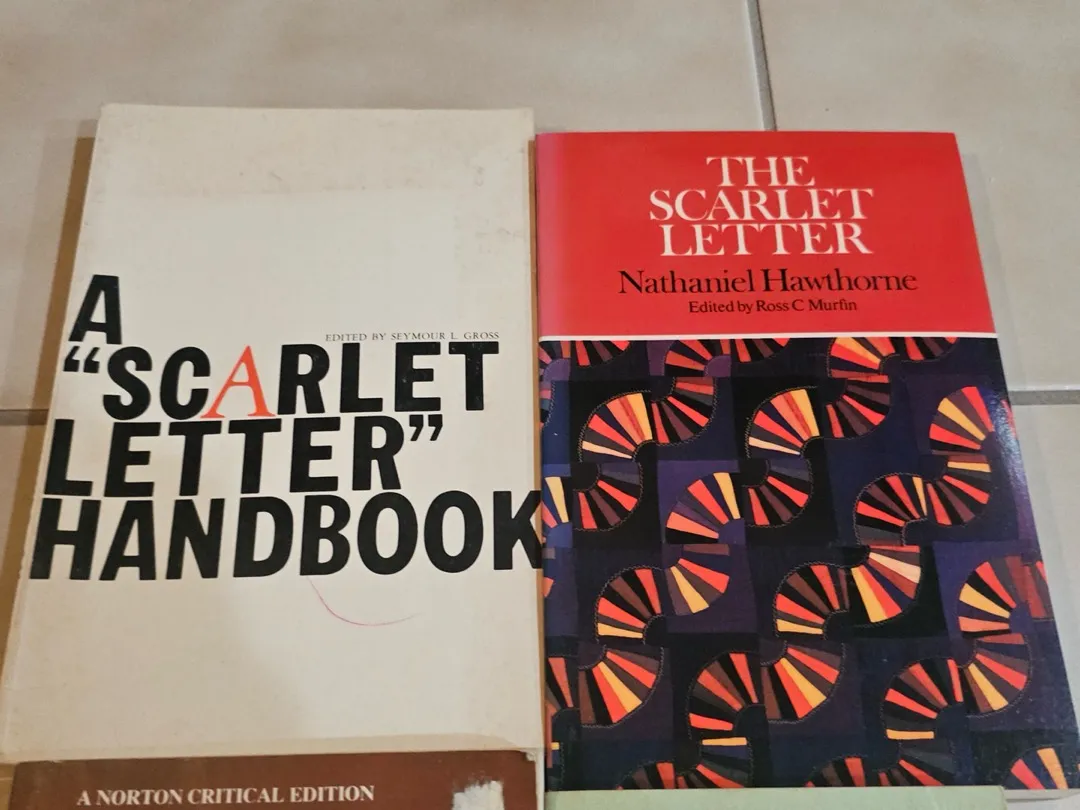 EDITED BY SEYMOUR L. GROSS
A
“SCARLET
LETTER”
HANDBOOK
THE
SCARLET
LETTER
Nathaniel Hawthorne
Edited by Ross C Murfin
A NORTON CRITICAL EDITION